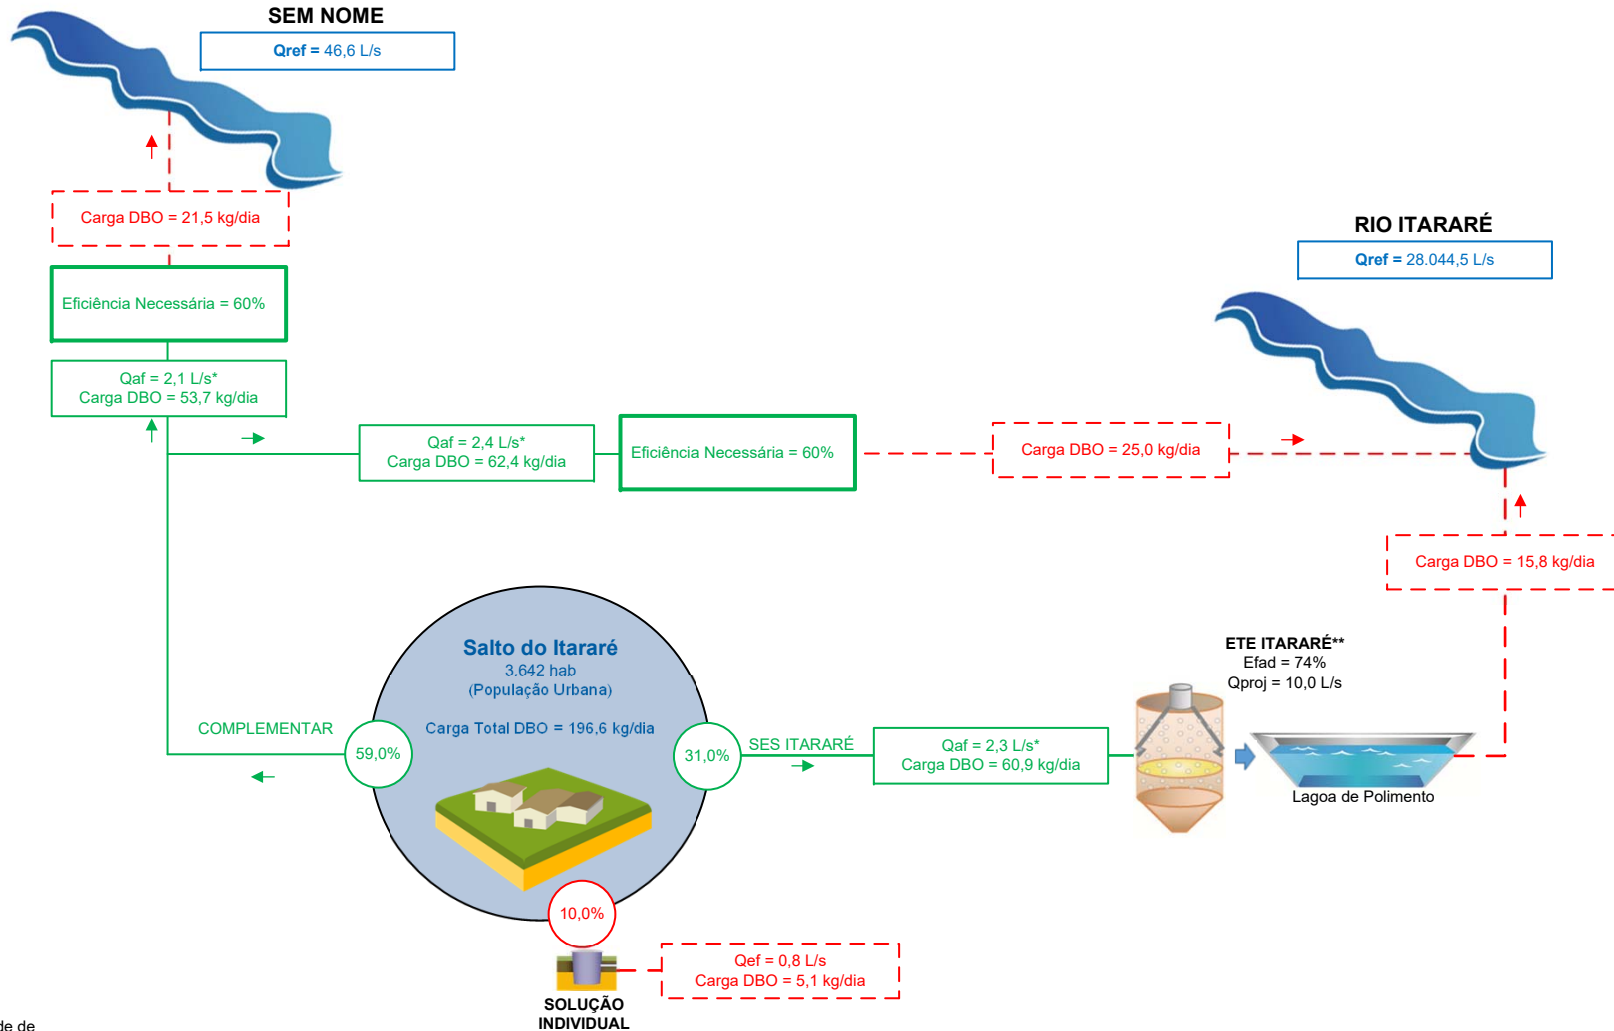 SEM NOME
Qref = 46,6 L/s
Carga DBO = 21,5 kg/dia
RIO ITARARÉ
Qref = 28.044,5 L/s
Eficiência Necessária = 60%
Qaf = 2,1 L/s*
Carga DBO = 53,7 kg/dia
Qaf = 2,4 L/s*
Carga DBO = 62,4 kg/dia
Eficiência Necessária = 60%
Carga DBO = 25,0 kg/dia
Carga DBO = 15,8 kg/dia
Salto do Itararé
3.642 hab
(População Urbana)
Carga Total DBO = 196,6 kg/dia
COMPLEMENTAR
59,0%
31,0%
SES ITARARÉ
Qaf = 2,3 L/s*
Carga DBO = 60,9 kg/dia
ETE ITARARÉ**
Efad = 74%
Qproj = 10,0 L/s
Lagoa de Polimento
10,0%
Qef = 0,8 L/s
Carga DBO = 5,1 kg/dia
SOLUÇÃO
INDIVIDUAL
de de